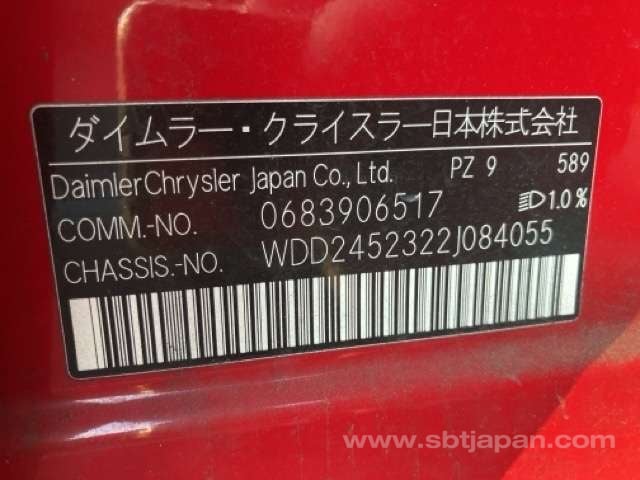 ダイムラー・クライスラー日本株式会社
DaimlerChrysler Japan Co., Ltd. PZ 9 589
COMM.-NO. 0683906517 1.0%
CHASSIS.-NO. WDD2452322J084055
www.sbtjapan.com